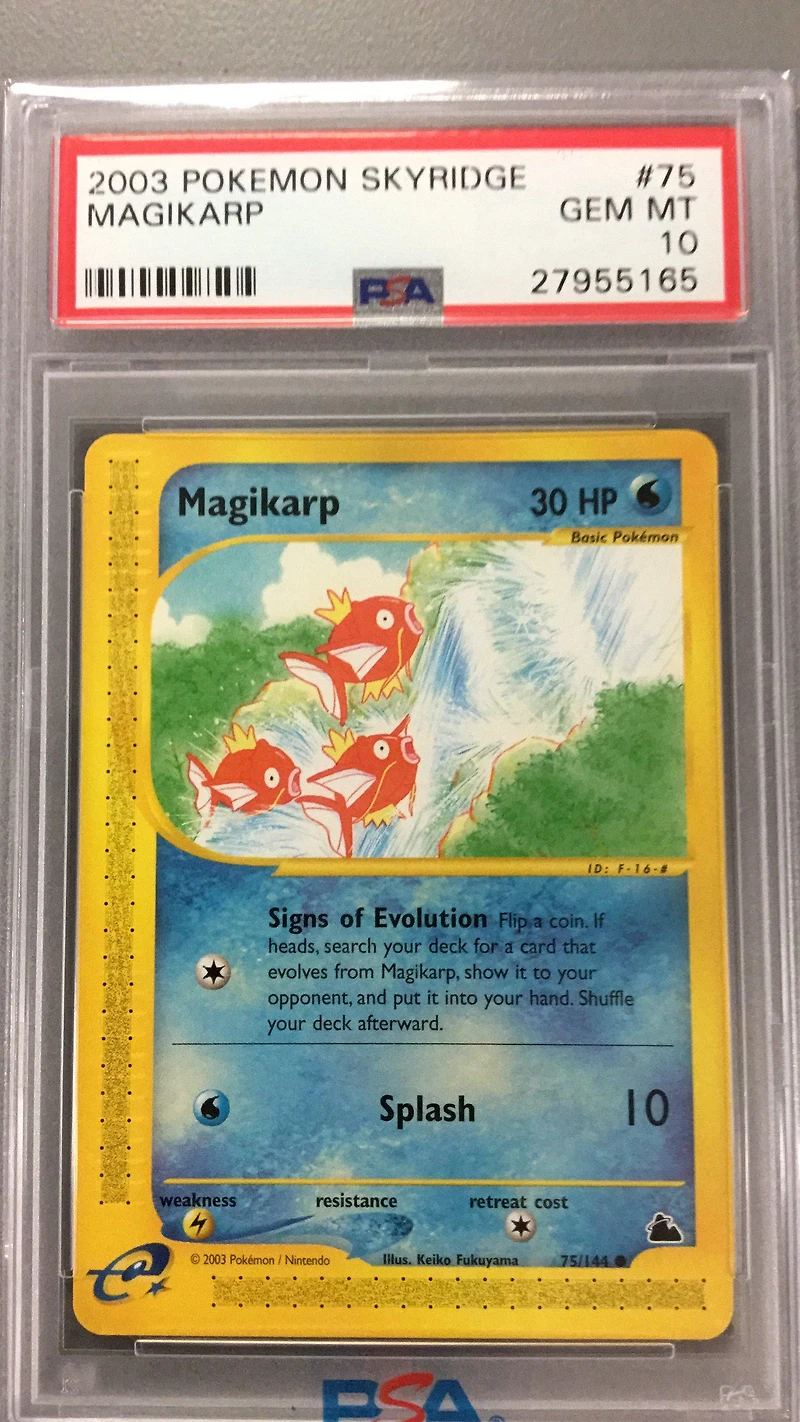 2003 POKEMON SKYRIDGE #75
MAGIKARP GEM MT
10
PSA 27955165
Magikarp 30 HP
Basic Pokémon
ID: F-16-#
Signs of Evolution Flip a coin. If
heads, search your deck for a card that
evolves from Magikarp, show it to your
opponent, and put it into your hand. Shuffle
your deck afterward.
Splash 10
weakness resistance retreat cost
© 2003 Pokémon / Nintendo Illus. Keiko Fukuyama 75/144
e
PSA®